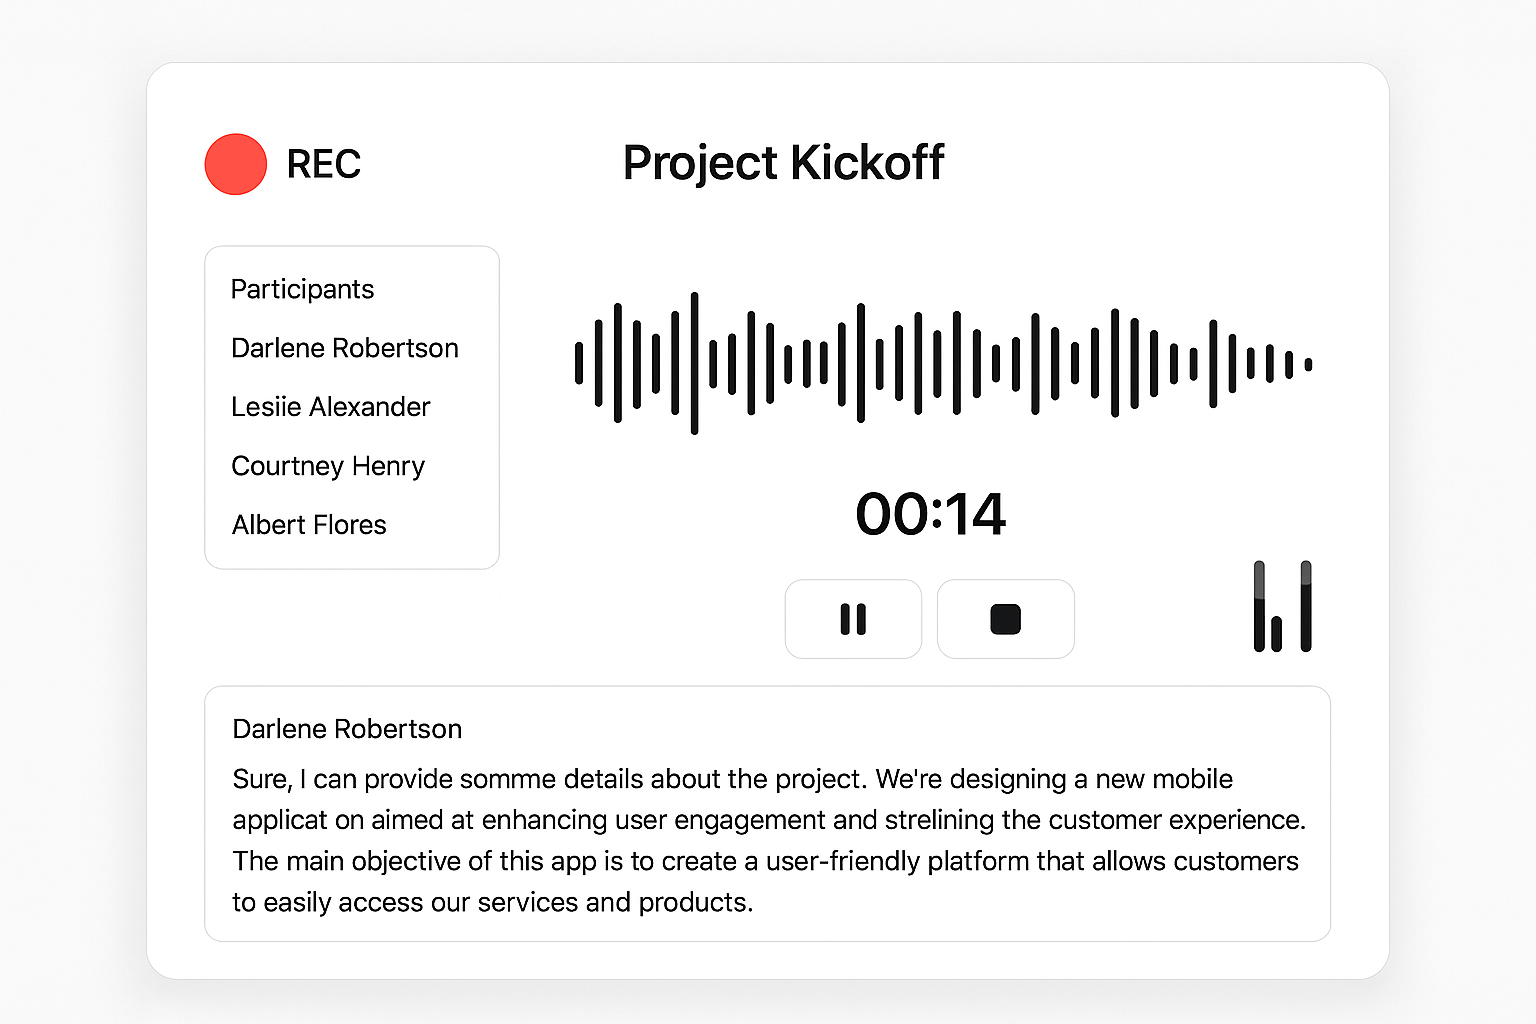 REC
Project Kickoff
Participants
Darlene Robertson
Lesiie Alexander
Courtney Henry
Albert Flores
00:14
Darlene Robertson
Sure, I can provide somme details about the project. We're designing a new mobile
applicat on aimed at enhancing user engagement and strelining the customer experience.
The main objective of this app is to create a user-friendly platform that allows customers
to easily access our services and products.